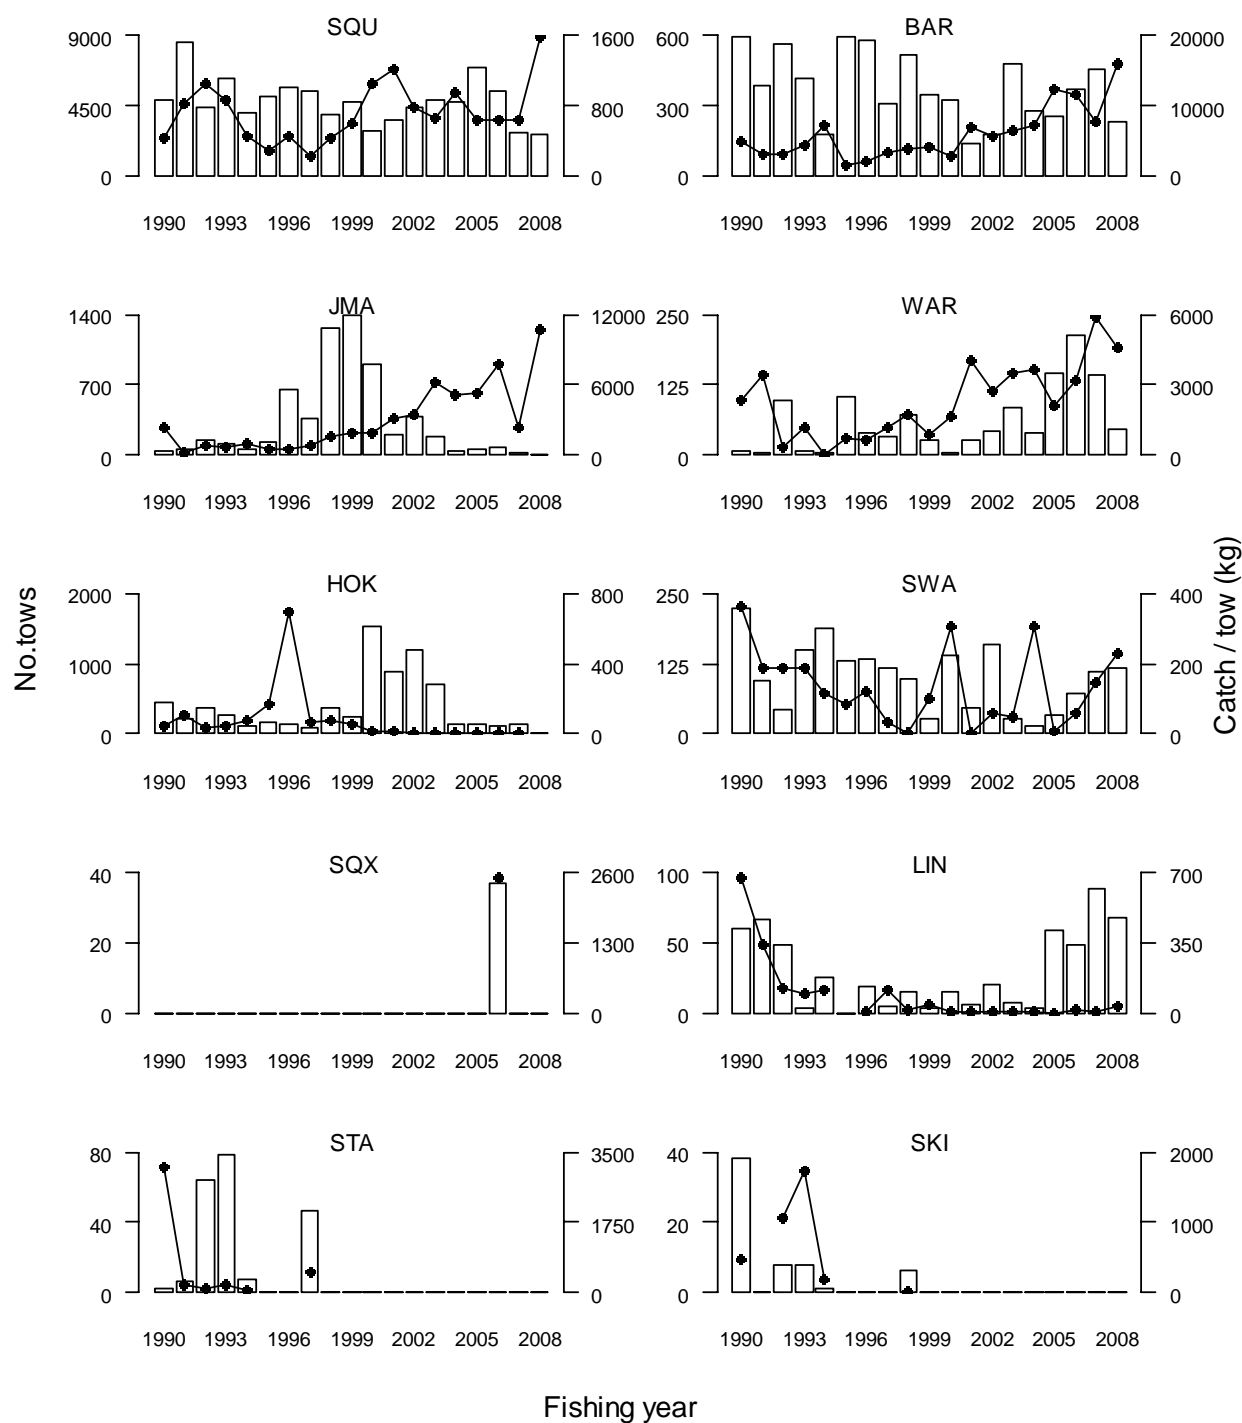 SQU BAR
9000 1600 600 20000
4500 800 300 10000
0 0 0 0
1990 1993 1996 1999 2002 2005 2008 1990 1993 1996 1999 2002 2005 2008
JMA WAR
1400 12000 250 6000
700 6000 125 3000
0 0 0 0
1990 1993 1996 1999 2002 2005 2008 1990 1993 1996 1999 2002 2005 2008
HOK SWA
2000 800 250 400
1000 400 125 200
0 0 0 0
1990 1993 1996 1999 2002 2005 2008 1990 1993 1996 1999 2002 2005 2008
No.tows
Catch / tow (kg)
SQX LIN
40 2600 100 700
20 1300 50 350
0 0 0 0
1990 1993 1996 1999 2002 2005 2008 1990 1993 1996 1999 2002 2005 2008
STA SKI
80 3500 40 2000
40 1750 20 1000
0 0 0 0
1990 1993 1996 1999 2002 2005 2008 1990 1993 1996 1999 2002 2005 2008
Fishing year